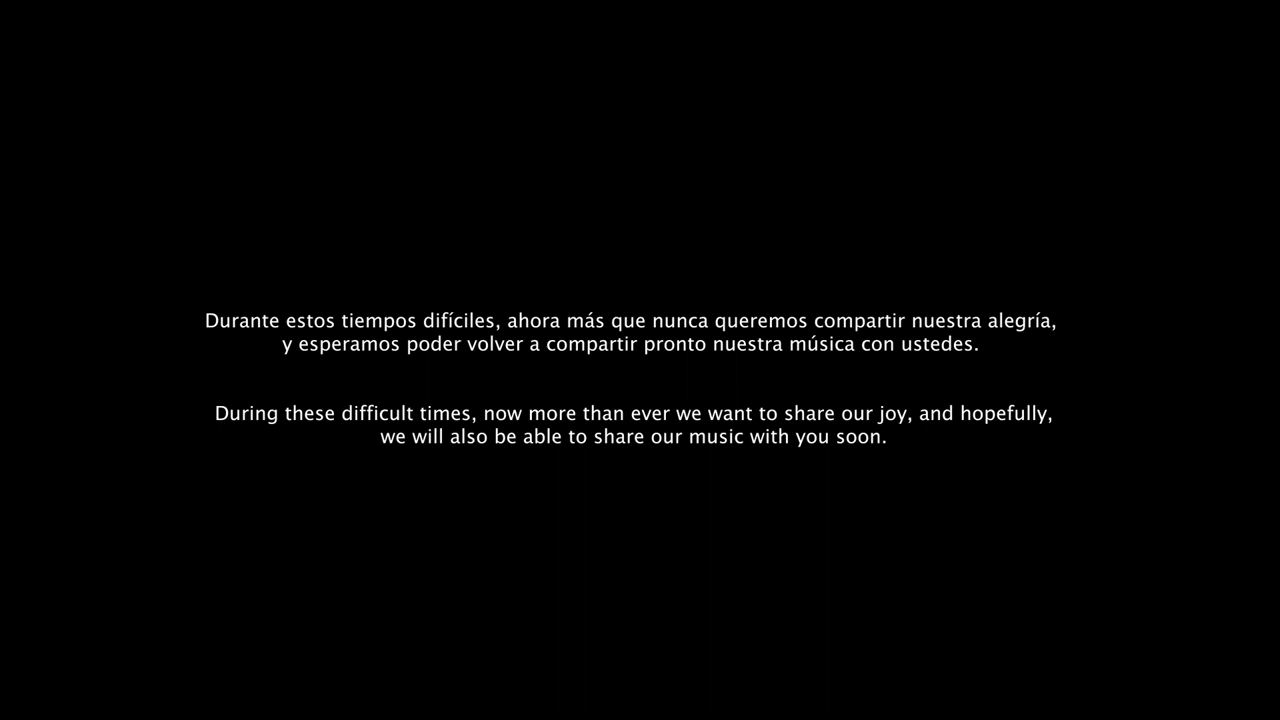 Durante estos tiempos difíciles, ahora más que nunca queremos compartir nuestra alegría,
y esperamos poder volver a compartir pronto nuestra música con ustedes.
During these difficult times, now more than ever we want to share our joy, and hopefully,
we will also be able to share our music with you soon.